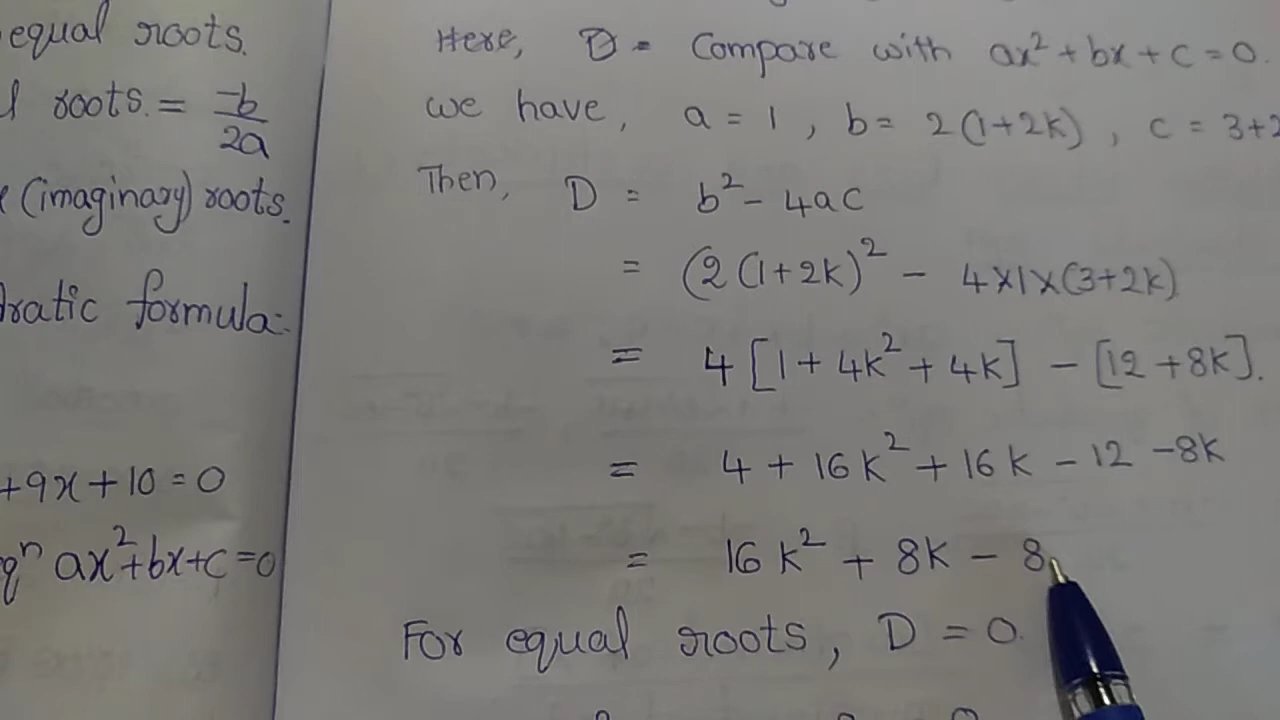 equal roots.
roots. = -b/2a
(imaginary) roots.
formula:
+9x+10=0
ax²+bx+c=0
Here, D = Compare with ax²+bx+c=0.
we have, a = 1, b = 2(1+2k), c = 3+2
Then, D = b² - 4ac
= (2(1+2k)² - 4×1×(3+2k)
= 4[1+4k²+4k] - [12+8k].
= 4+16k²+16k-12-8k
= 16k²+8k-8
For equal roots, D = 0.